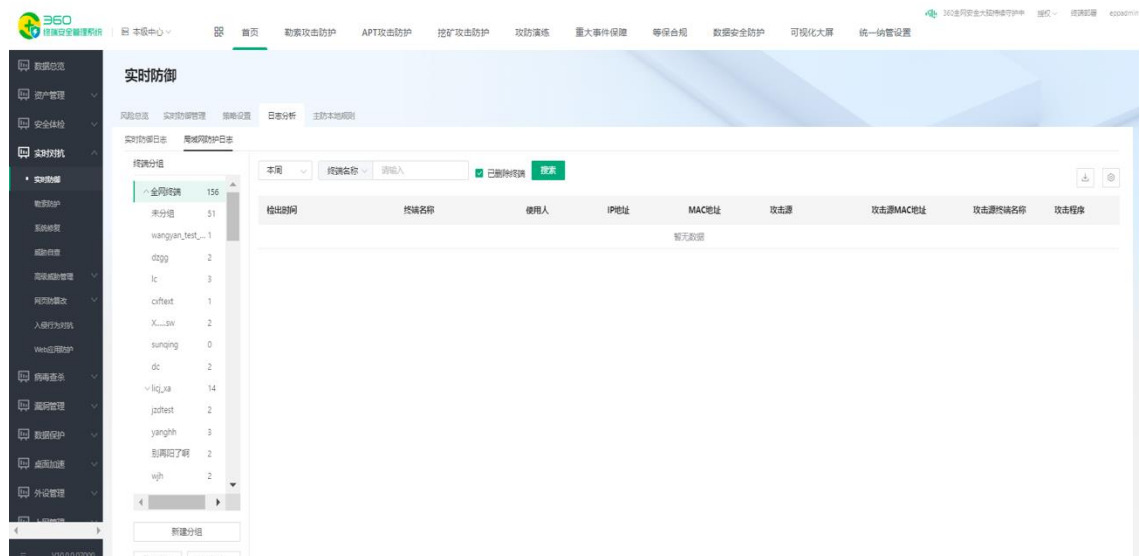 360
终端安全管理系统
本级中心
首页
勒索攻击防护
APT攻击防护
挖矿攻击防护
攻防演练
重大事件保障
等保合规
数据安全防护
可视化大屏
统一纳管设置
授权
终端部署
eppadmin
数据总览
资产管理
安全体检
实时对抗
实时防御
勒索防护
系统修复
威胁自查
高级威胁管理
网页防篡改
入侵行为对抗
Web应用防护
病毒查杀
漏洞管理
数据保护
桌面加速
外设管理
实时防御
风险总览
实时防御管理
策略设置
日志分析
主防本地规则
实时防御日志
局域网防护日志
终端分组
全网终端 156
未分组 51
wangyan_test_... 1
dzgg 2
lc 3
cxftext 1
X......sw 2
sunqing 0
dc 2
licj_xa 14
jzdtest 2
yanghh 3
别再阳了啊 2
wjh 2
新建分组
本周
终端名称
请输入
已删除终端
搜索
检出时间 终端名称 使用人 IP地址 MAC地址 攻击源 攻击源MAC地址 攻击源终端名称 攻击程序
暂无数据